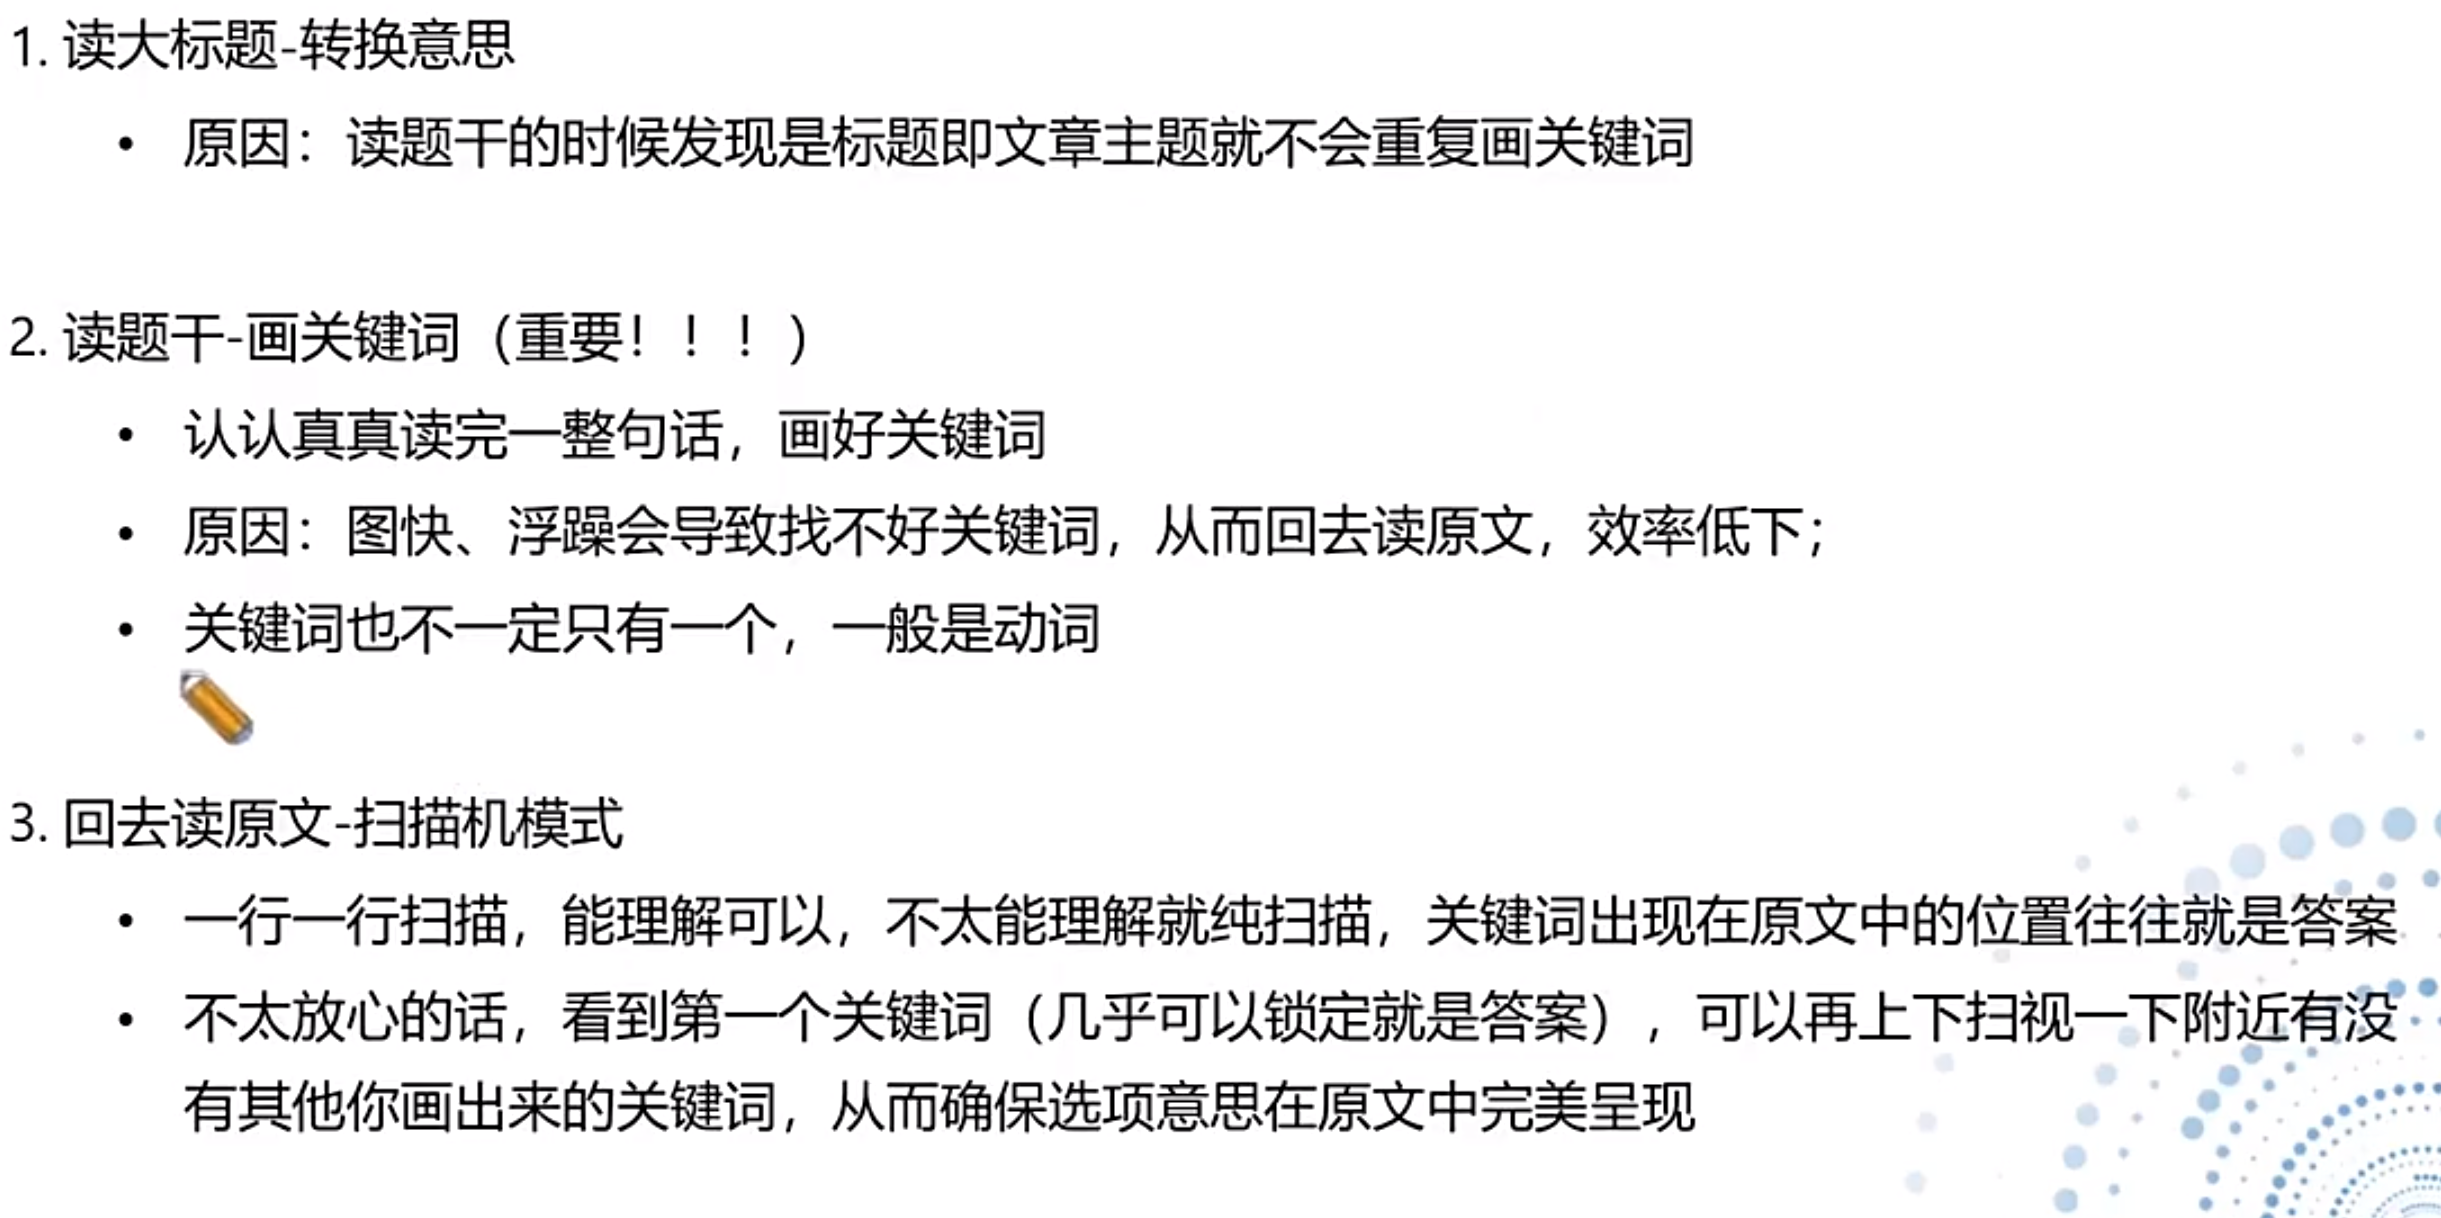 1. 读大标题-转换意思
• 原因：读题干的时候发现是标题即文章主题就不会重复画关键词
2. 读题干-画关键词（重要！！！）
• 认认真真读完一整句话，画好关键词
• 原因：图快、浮躁会导致找不好关键词，从而回去读原文，效率低下；
• 关键词也不一定只有一个，一般是动词
3. 回去读原文-扫描机模式
• 一行一行扫描，能理解可以，不太能理解就纯扫描，关键词出现在原文中的位置往往就是答案
• 不太放心的话，看到第一个关键词（几乎可以锁定就是答案），可以再上下扫视一下附近有没
有其他你画出来的关键词，从而确保选项意思在原文中完美呈现